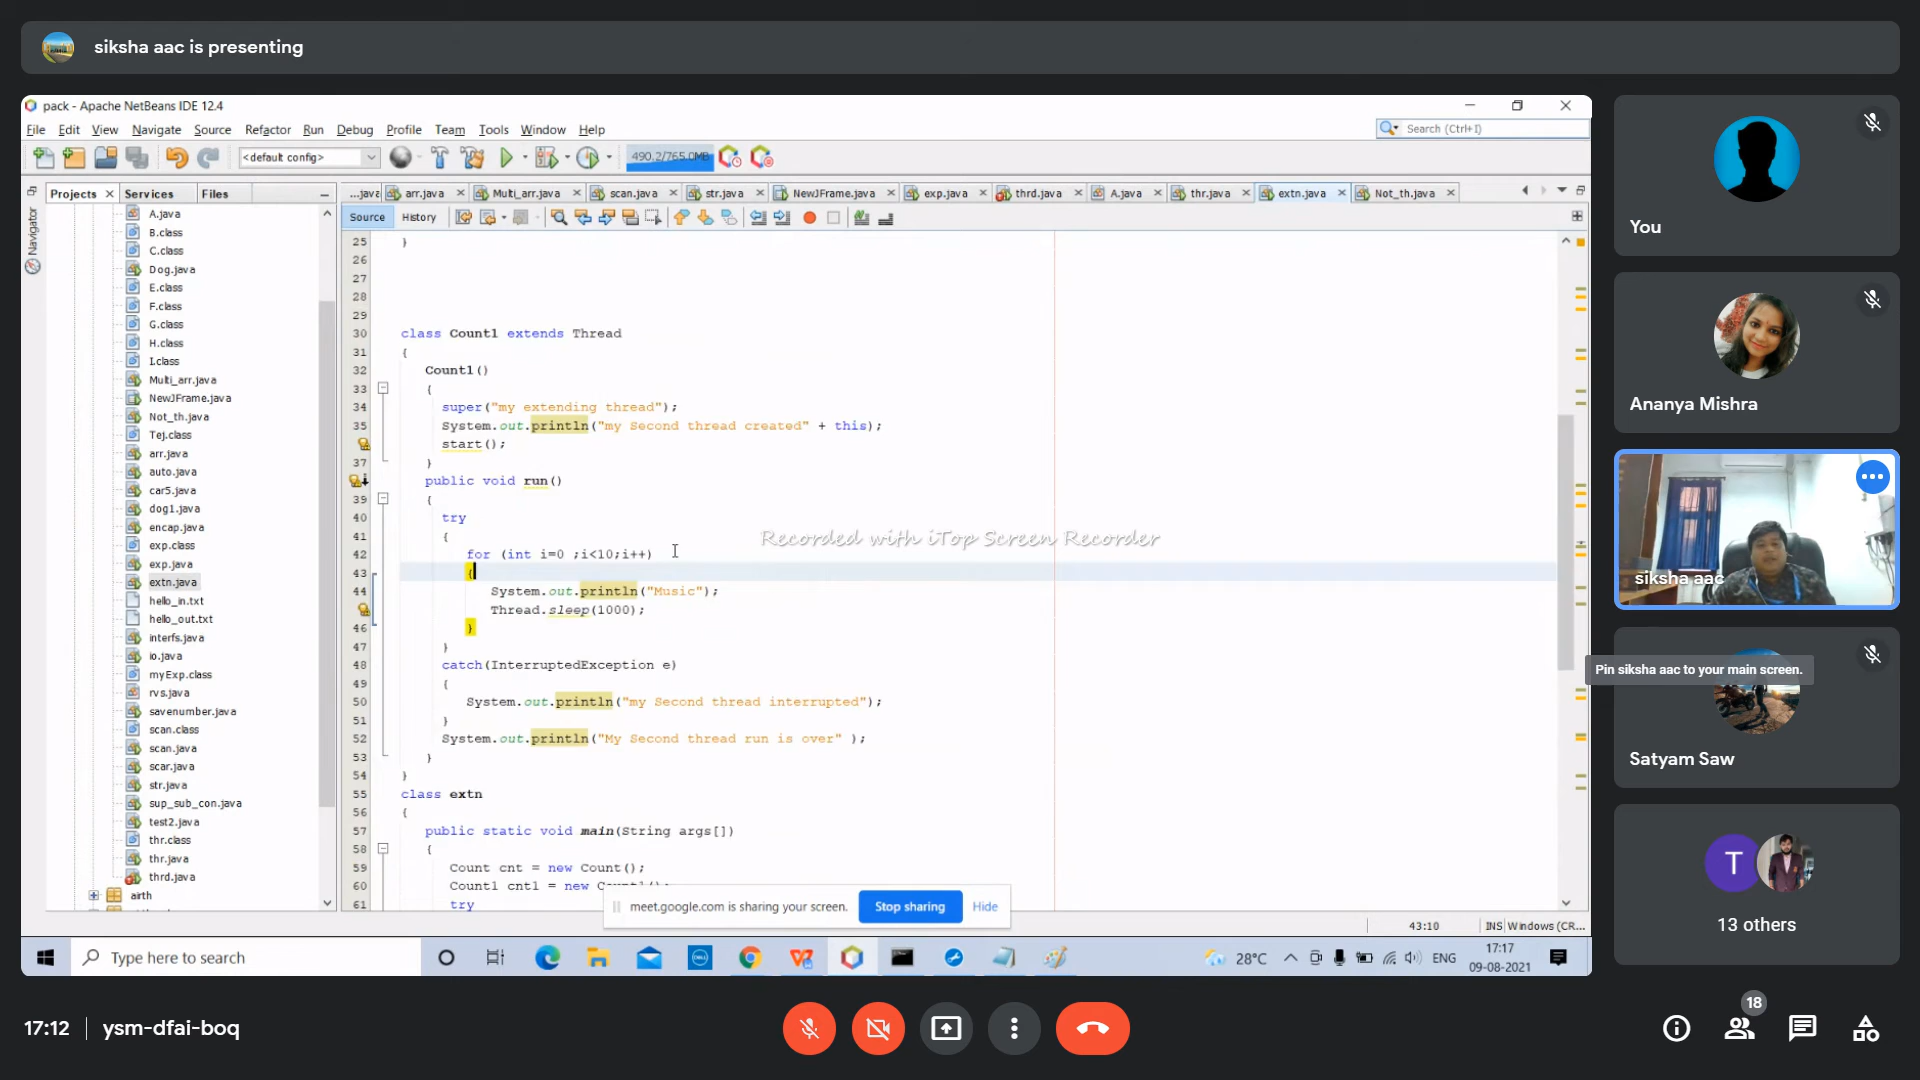 siksha aac is presenting
pack - Apache NetBeans IDE 12.4
File Edit View Navigate Source Refactor Run Debug Profile Team Tools Window Help
Search (Ctrl+I)
<default config>
490.2/765.0MB
Projects Services Files
...java arr.java Multi_arr.java scan.java str.java NewJFrame.java exp.java thrd.java A.java thr.java extn.java Not_th.java
Source History
Navigator
A.java
B.class
C.class
Dog.java
E.class
F.class
G.class
H.class
I.class
Multi_arr.java
NewJFrame.java
Not_th.java
Tej.class
arr.java
auto.java
car5.java
dog1.java
encap.java
exp.class
exp.java
extn.java
hello_in.txt
hello_out.txt
interfs.java
io.java
myExp.class
rvs.java
savenumber.java
scan.class
scan.java
scar.java
str.java
sup_sub_con.java
test2.java
thr.class
thr.java
thrd.java
airth
25 }
26
27
28
29
30 class Count1 extends Thread
31 {
32 Count1()
33 {
34 super("my extending thread");
35 System.out.println("my Second thread created" + this);
start();
37 }
public void run()
39 {
40 try
41 {
42 for (int i=0 ;i<10;i++)
43 {
44 System.out.println("Music");
Thread.sleep(1000);
46 }
47 }
48 catch(InterruptedException e)
49 {
50 System.out.println("my Second thread interrupted");
51 }
52 System.out.println("My Second thread run is over" );
53 }
54 }
55 class extn
56 {
57 public static void main(String args[])
58 {
59 Count cnt = new Count();
60 Count1 cnt1 = new Count1();
61 try
Recorded with iTop Screen Recorder
meet.google.com is sharing your screen. Stop sharing Hide
43:10 INS Windows (CR...
Type here to search
28°C ENG
17:17
09-08-2021
You
Ananya Mishra
siksha aac
Pin siksha aac to your main screen.
Satyam Saw
T
13 others
17:12 ysm-dfai-boq
18